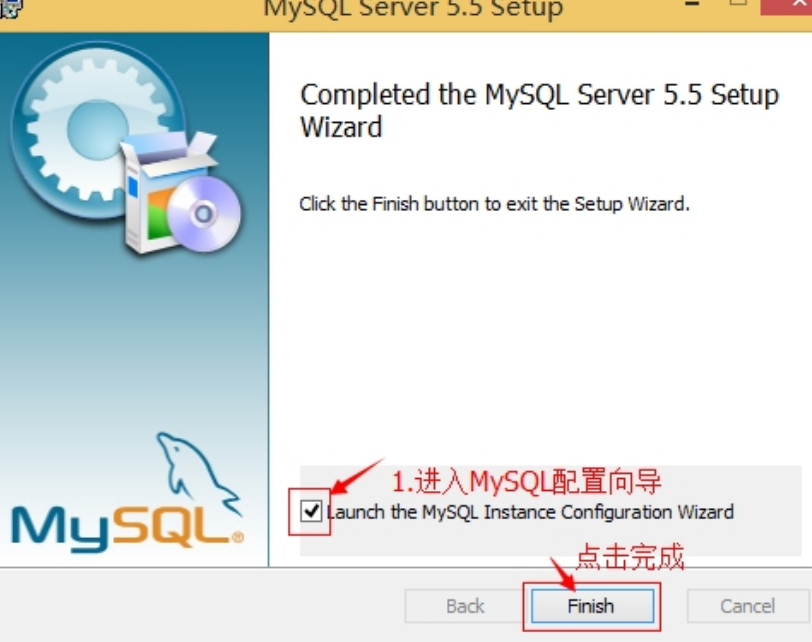 MySQL Server 5.5 Setup
Completed the MySQL Server 5.5 Setup
Wizard
Click the Finish button to exit the Setup Wizard.
1.进入MySQL配置向导
Launch the MySQL Instance Configuration Wizard
MySQL®
点击完成
Back
Finish
Cancel